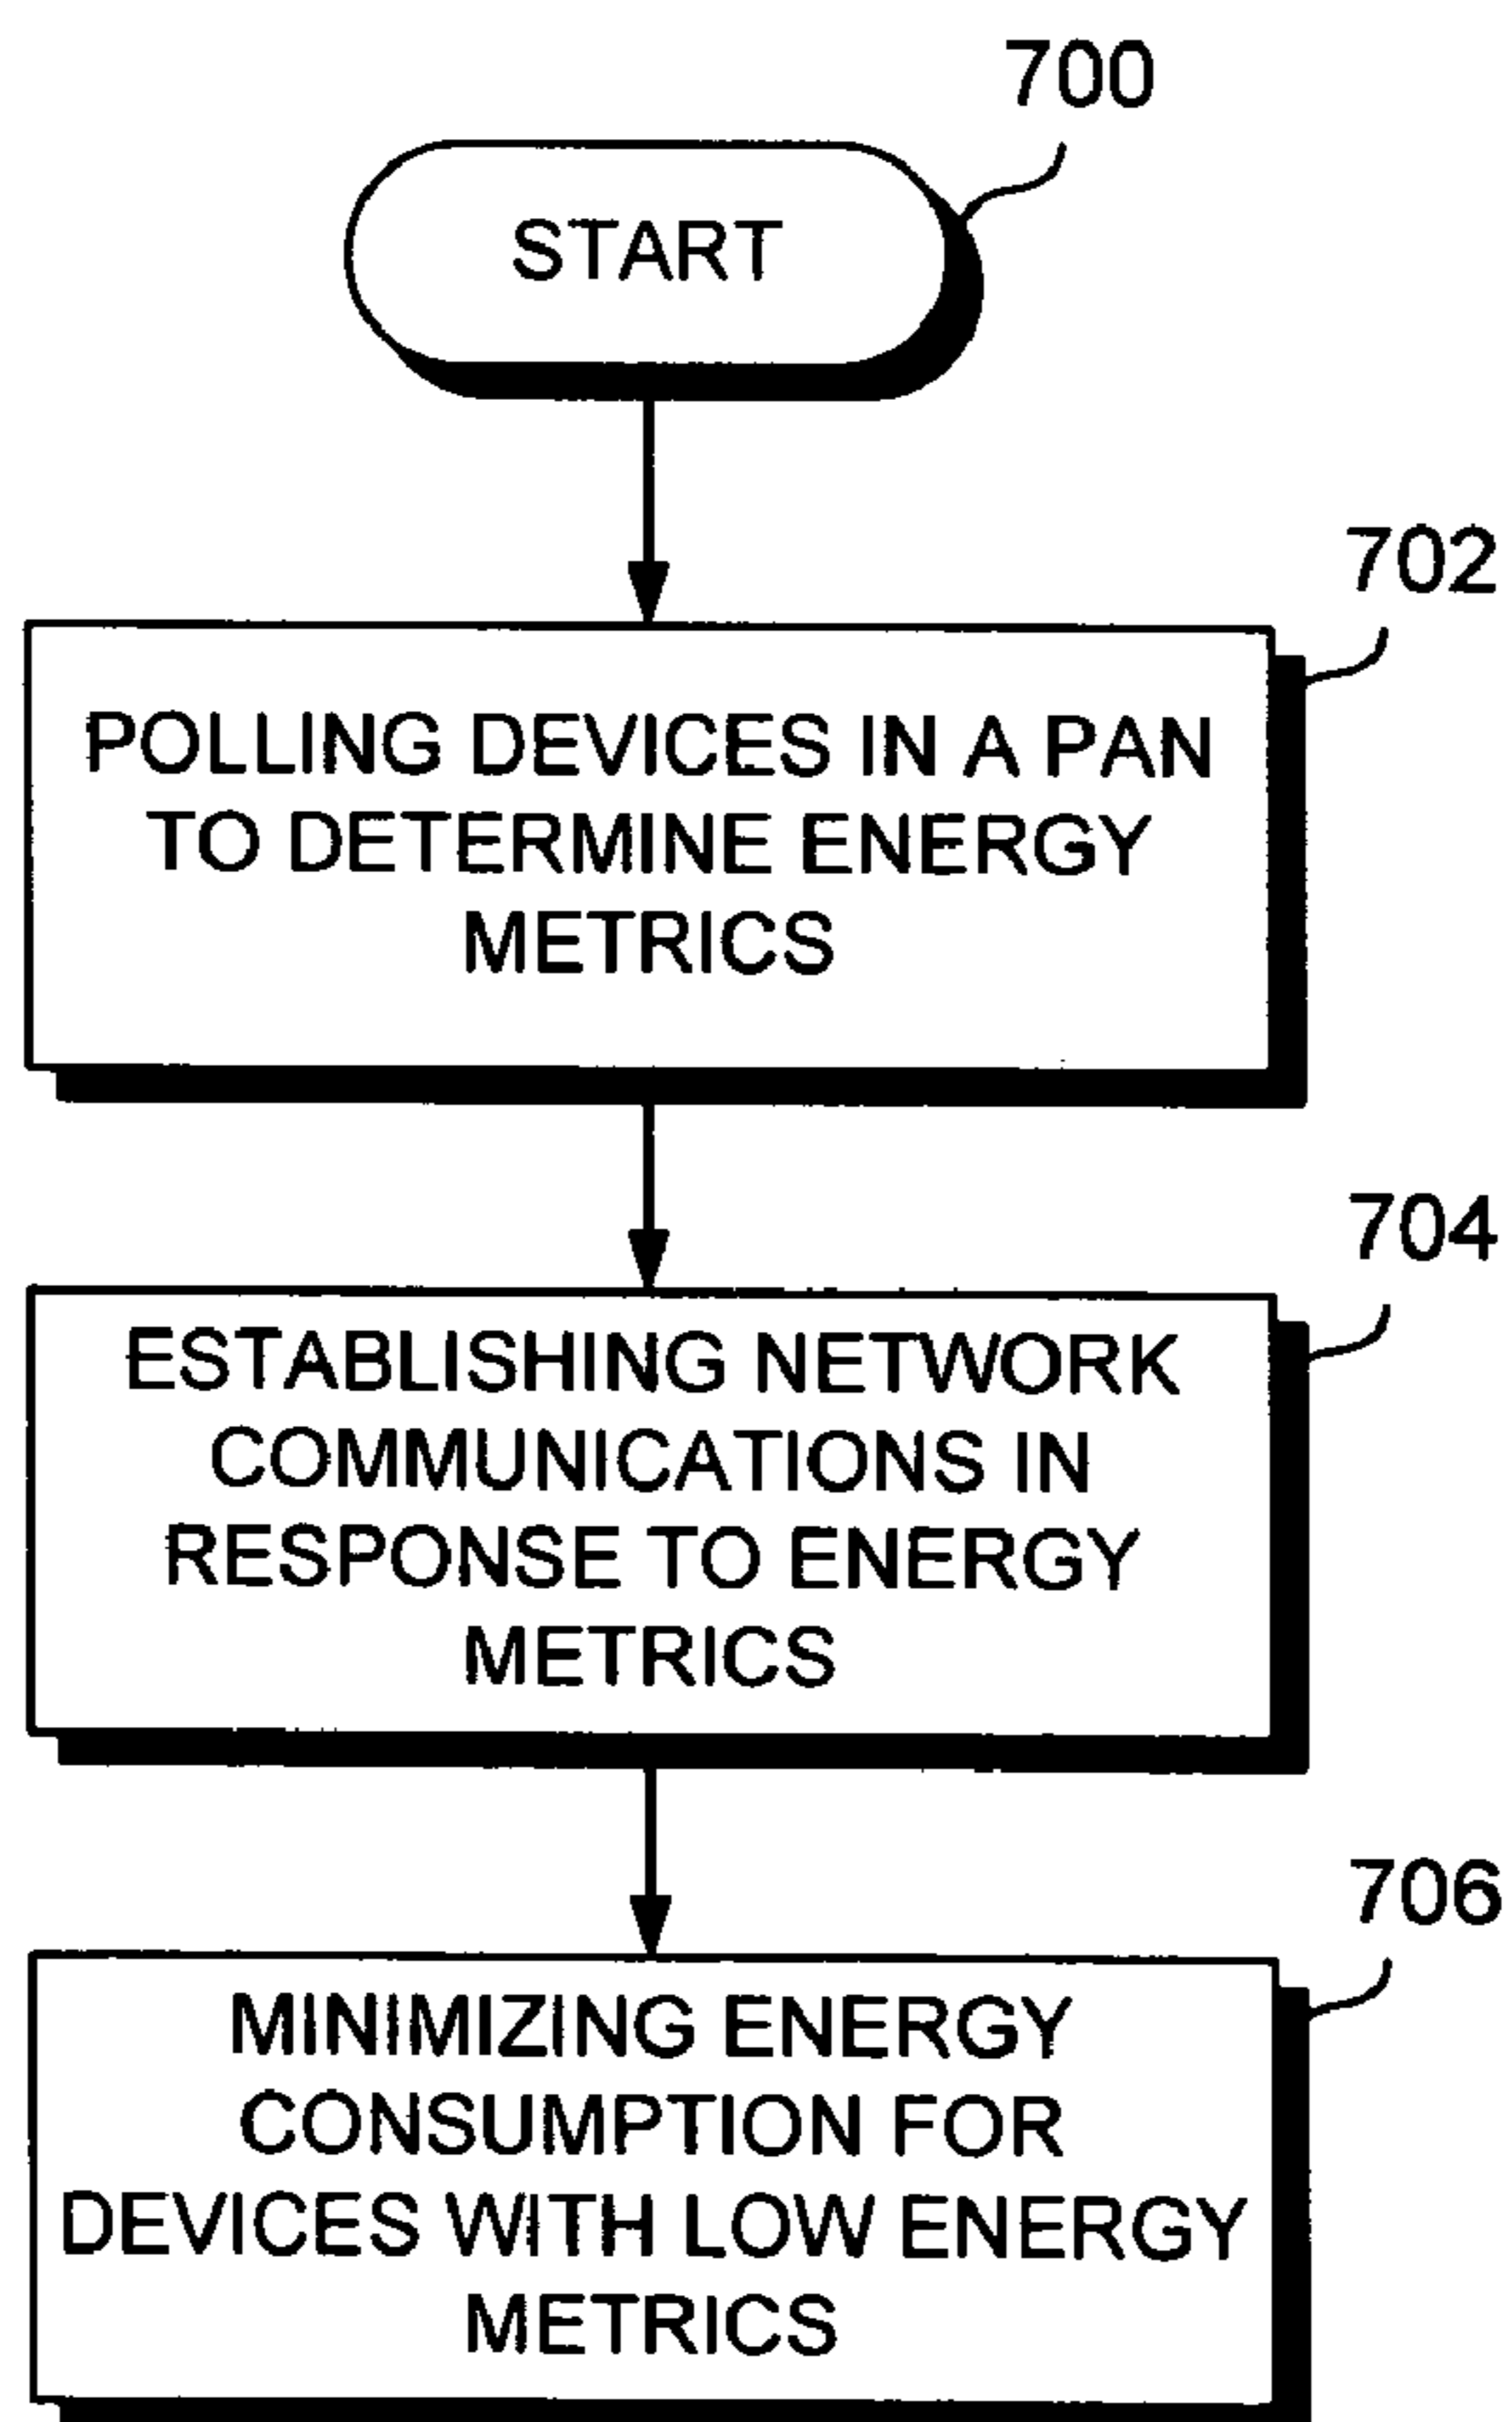 700
START
702
POLLING DEVICES IN A PAN
TO DETERMINE ENERGY
METRICS
704
ESTABLISHING NETWORK
COMMUNICATIONS IN
RESPONSE TO ENERGY
METRICS
706
MINIMIZING ENERGY
CONSUMPTION FOR
DEVICES WITH LOW ENERGY
METRICS